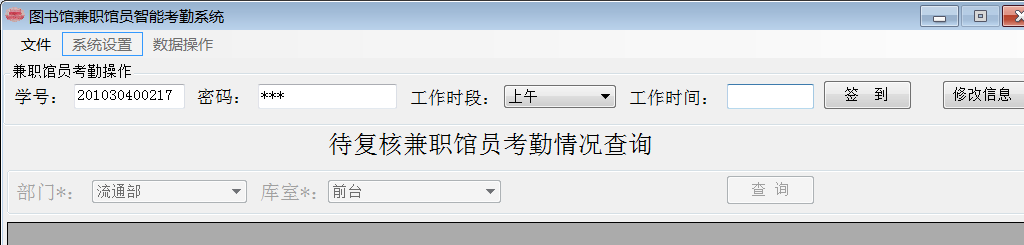 图书馆兼职馆员智能考勤系统
文件 系统设置 数据操作
兼职馆员考勤操作
学号: 201030400217 密码: *** 工作时段: 上午 工作时间: 签 到 修改信息
待复核兼职馆员考勤情况查询
部门*: 流通部 库室*: 前台 查 询